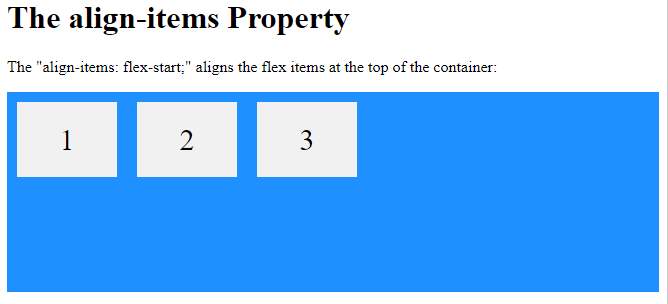 The align-items Property
The "align-items: flex-start;" aligns the flex items at the top of the container:
1 2 3